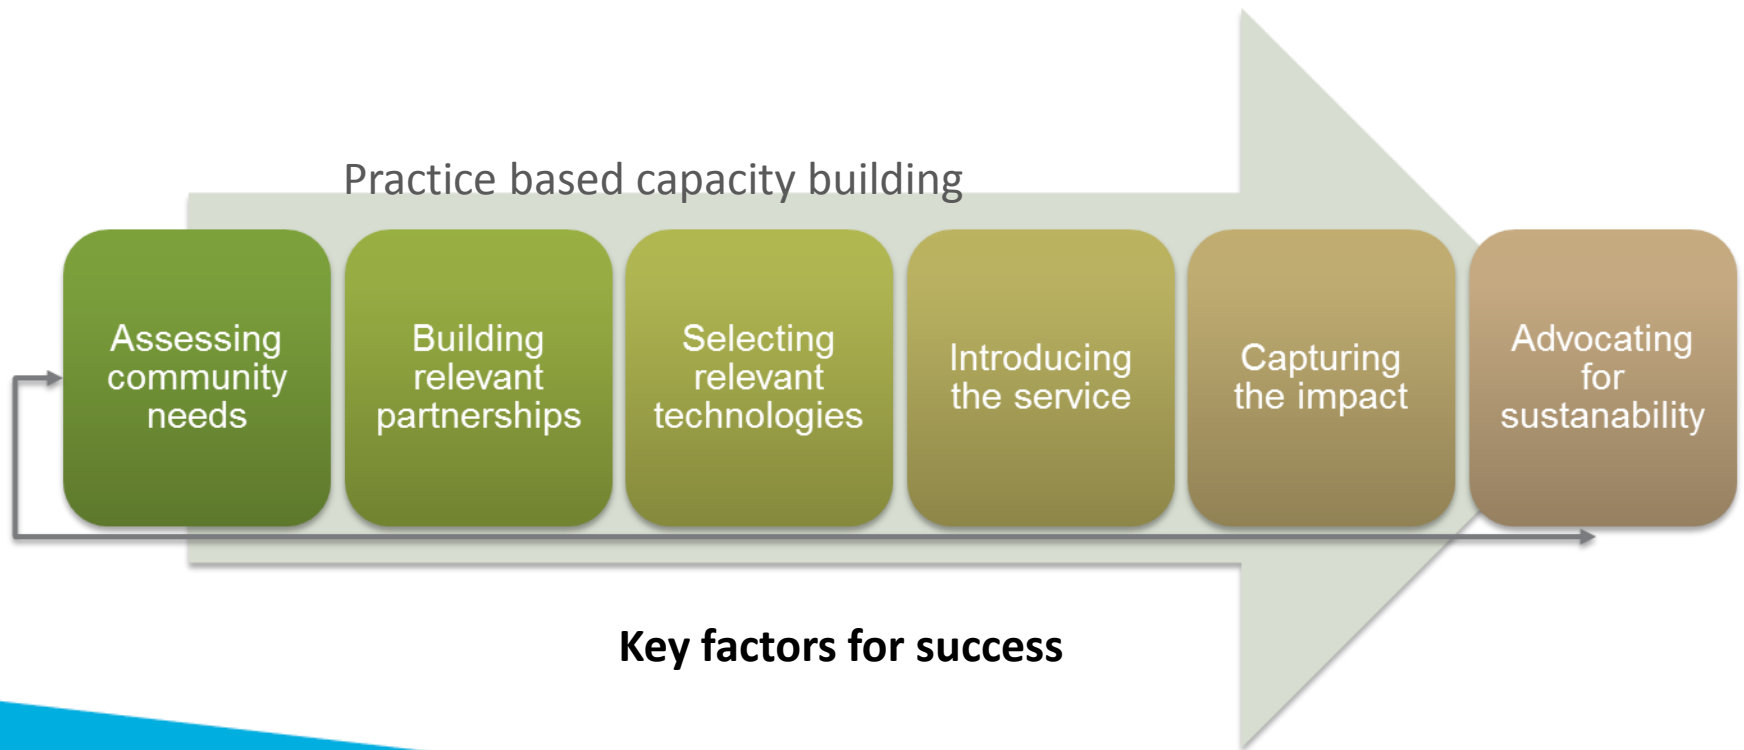 Practice based capacity building
Assessing
community
needs
Building
relevant
partnerships
Selecting
relevant
technologies
Introducing
the service
Capturing
the impact
Advocating
for
sustanability
Key factors for success